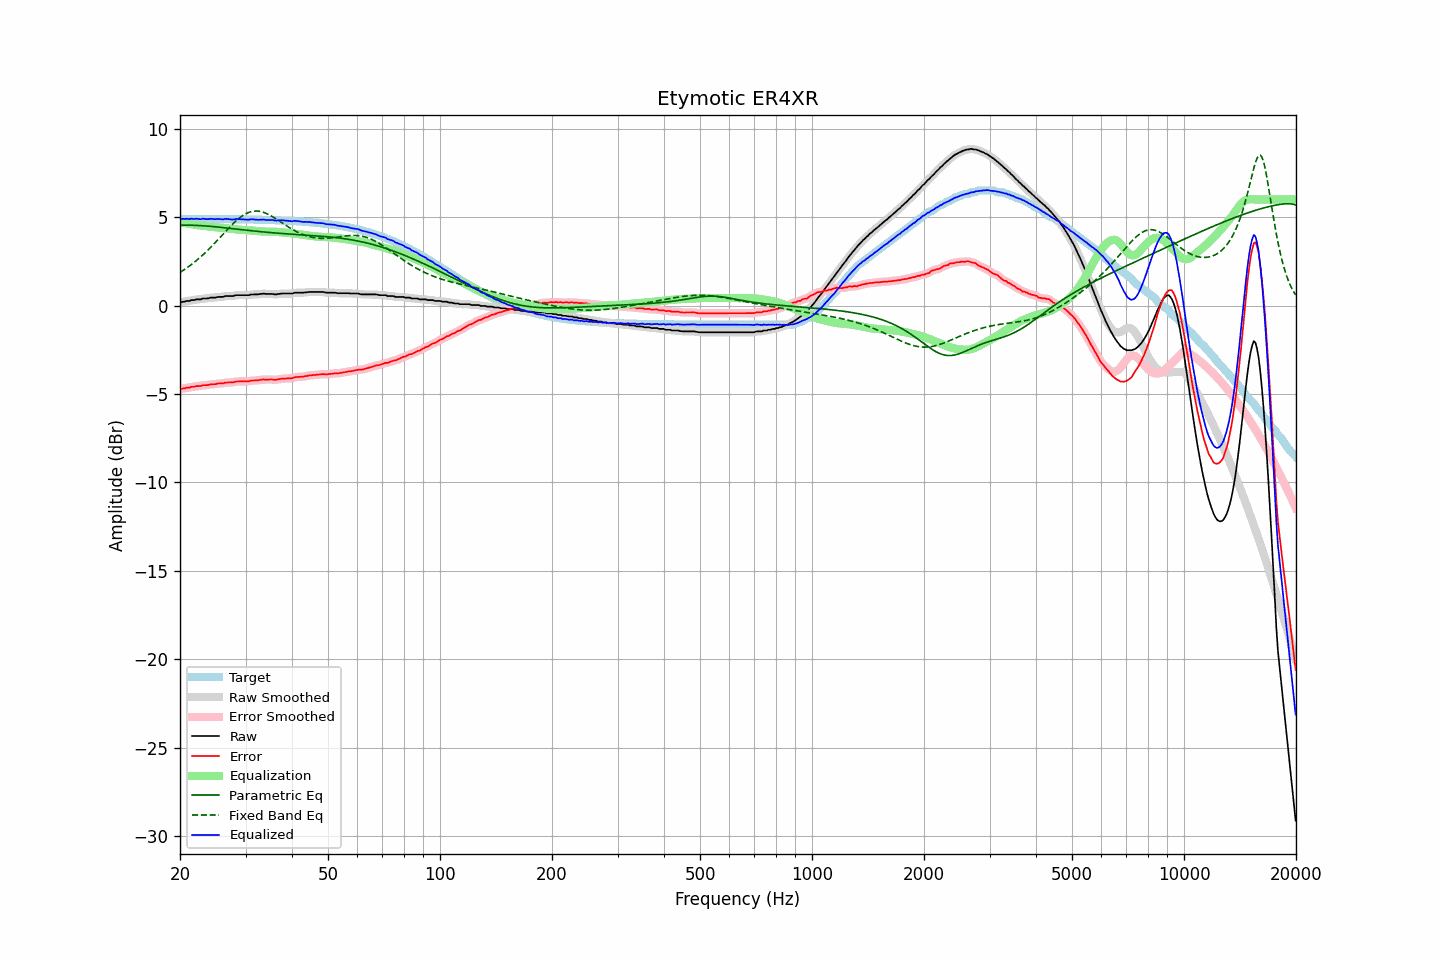 Etymotic ER4XR
Amplitude (dBr)
10
5
0
−5
−10
−15
−20
−25
−30
Target
Raw Smoothed
Error Smoothed
Raw
Error
Equalization
Parametric Eq
Fixed Band Eq
Equalized
20 50 100 200 500 1000 2000 5000 10000 20000
Frequency (Hz)